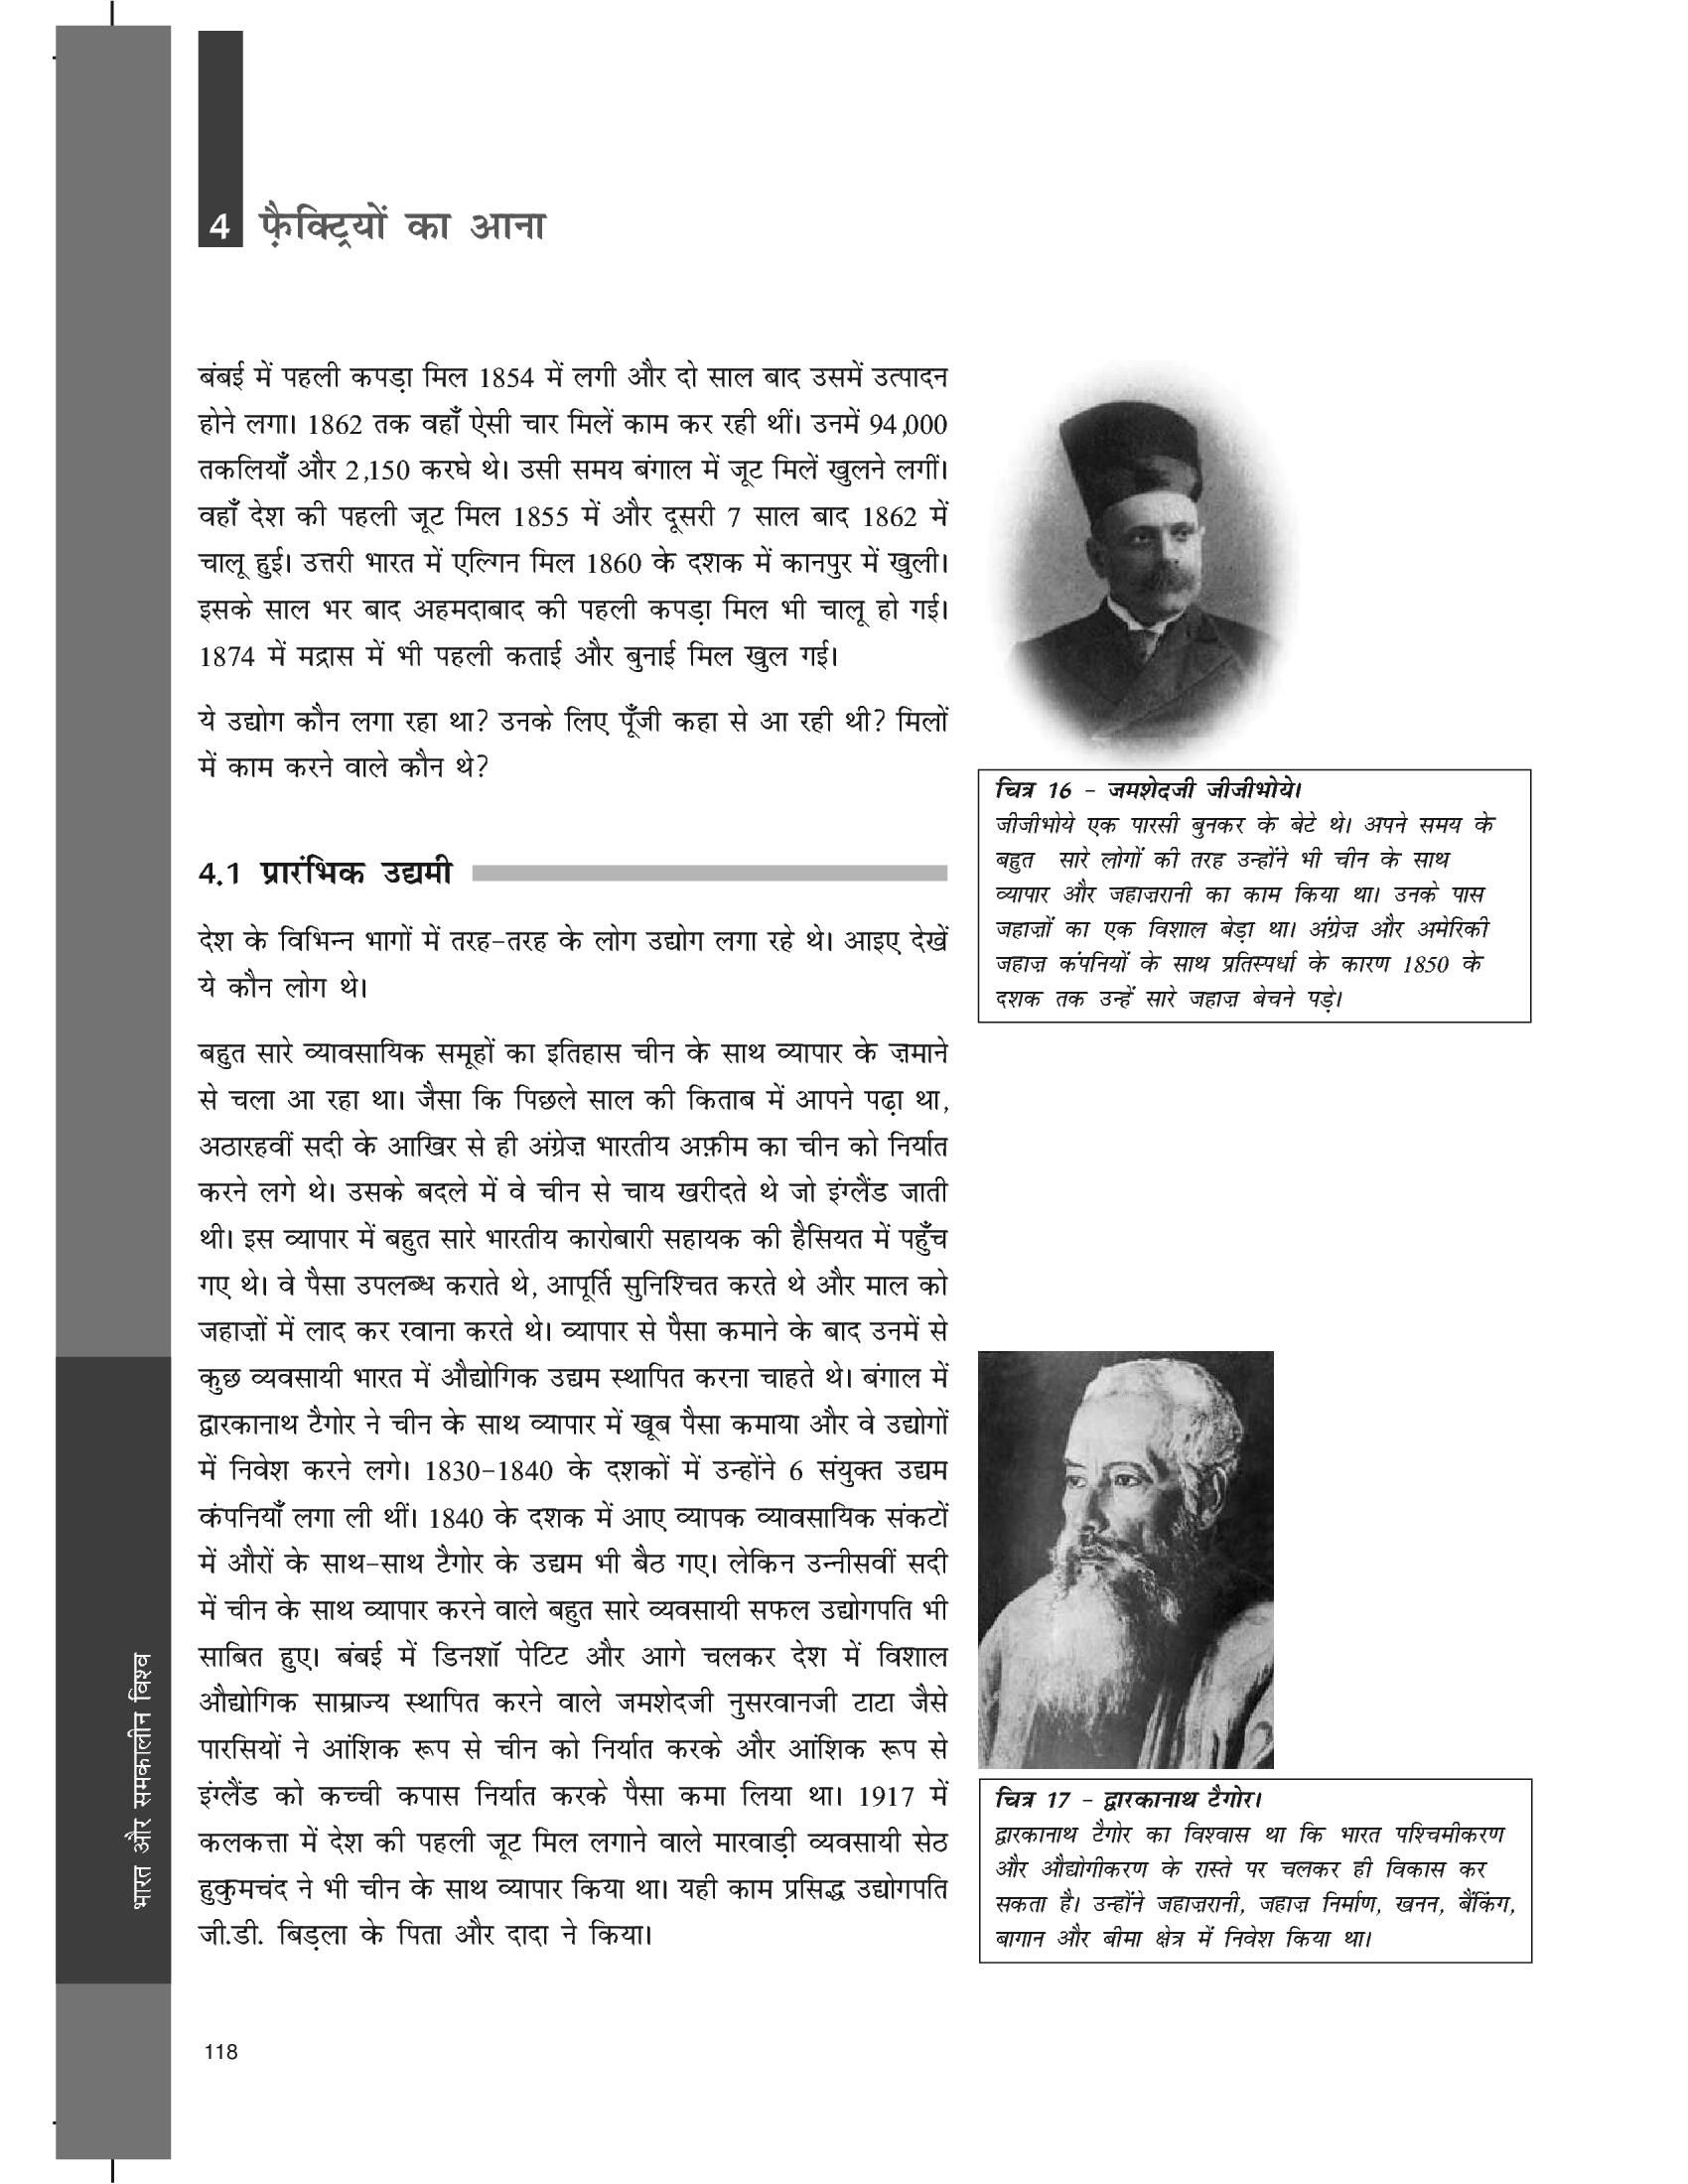 4 फ़ैक्ट्रियों का आना
बंबई में पहली कपड़ा मिल 1854 में लगी और दो साल बाद उसमें उत्पादन
होने लगा। 1862 तक वहाँ ऐसी चार मिलें काम कर रही थीं। उनमें 94,000
तकलियाँ और 2,150 करघे थे। उसी समय बंगाल में जूट मिलें खुलने लगीं।
वहाँ देश की पहली जूट मिल 1855 में और दूसरी 7 साल बाद 1862 में
चालू हुई। उत्तरी भारत में एल्गिन मिल 1860 के दशक में कानपुर में खुली।
इसके साल भर बाद अहमदाबाद की पहली कपड़ा मिल भी चालू हो गई।
1874 में मद्रास में भी पहली कताई और बुनाई मिल खुल गई।
ये उद्योग कौन लगा रहा था? उनके लिए पूँजी कहा से आ रही थी? मिलों
में काम करने वाले कौन थे?
4.1 प्रारंभिक उद्यमी
देश के विभिन्न भागों में तरह-तरह के लोग उद्योग लगा रहे थे। आइए देखें
ये कौन लोग थे।
बहुत सारे व्यावसायिक समूहों का इतिहास चीन के साथ व्यापार के ज़माने
से चला आ रहा था। जैसा कि पिछले साल की किताब में आपने पढ़ा था,
अठारहवीं सदी के आखिर से ही अंग्रेज़ भारतीय अफ़ीम का चीन को निर्यात
करने लगे थे। उसके बदले में वे चीन से चाय खरीदते थे जो इंग्लैंड जाती
थी। इस व्यापार में बहुत सारे भारतीय कारोबारी सहायक की हैसियत में पहुँच
गए थे। वे पैसा उपलब्ध कराते थे, आपूर्ति सुनिश्चित करते थे और माल को
जहाज़ों में लाद कर रवाना करते थे। व्यापार से पैसा कमाने के बाद उनमें से
कुछ व्यवसायी भारत में औद्योगिक उद्यम स्थापित करना चाहते थे। बंगाल में
द्वारकानाथ टैगोर ने चीन के साथ व्यापार में खूब पैसा कमाया और वे उद्योगों
में निवेश करने लगे। 1830-1840 के दशकों में उन्होंने 6 संयुक्त उद्यम
कंपनियाँ लगा ली थीं। 1840 के दशक में आए व्यापक व्यावसायिक संकटों
में औरों के साथ-साथ टैगोर के उद्यम भी बैठ गए। लेकिन उन्नीसवीं सदी
में चीन के साथ व्यापार करने वाले बहुत सारे व्यवसायी सफल उद्योगपति भी
साबित हुए। बंबई में डिनशॉ पेटिट और आगे चलकर देश में विशाल
औद्योगिक साम्राज्य स्थापित करने वाले जमशेदजी नुसरवानजी टाटा जैसे
पारसियों ने आंशिक रूप से चीन को निर्यात करके और आंशिक रूप से
इंग्लैंड को कच्ची कपास निर्यात करके पैसा कमा लिया था। 1917 में
कलकत्ता में देश की पहली जूट मिल लगाने वाले मारवाड़ी व्यवसायी सेठ
हुकुमचंद ने भी चीन के साथ व्यापार किया था। यही काम प्रसिद्ध उद्योगपति
जी.डी. बिड़ला के पिता और दादा ने किया।
चित्र 16 - जमशेदजी जीजीभोये।
जीजीभोये एक पारसी बुनकर के बेटे थे। अपने समय के
बहुत सारे लोगों की तरह उन्होंने भी चीन के साथ
व्यापार और जहाज़रानी का काम किया था। उनके पास
जहाज़ों का एक विशाल बेड़ा था। अंग्रेज़ और अमेरिकी
जहाज़ कंपनियों के साथ प्रतिस्पर्धा के कारण 1850 के
दशक तक उन्हें सारे जहाज़ बेचने पड़े।
चित्र 17 - द्वारकानाथ टैगोर।
द्वारकानाथ टैगोर का विश्वास था कि भारत पश्चिमीकरण
और औद्योगीकरण के रास्ते पर चलकर ही विकास कर
सकता है। उन्होंने जहाज़रानी, जहाज़ निर्माण, खनन, बैंकिंग,
बागान और बीमा क्षेत्र में निवेश किया था।
भारत और समकालीन विश्व
118